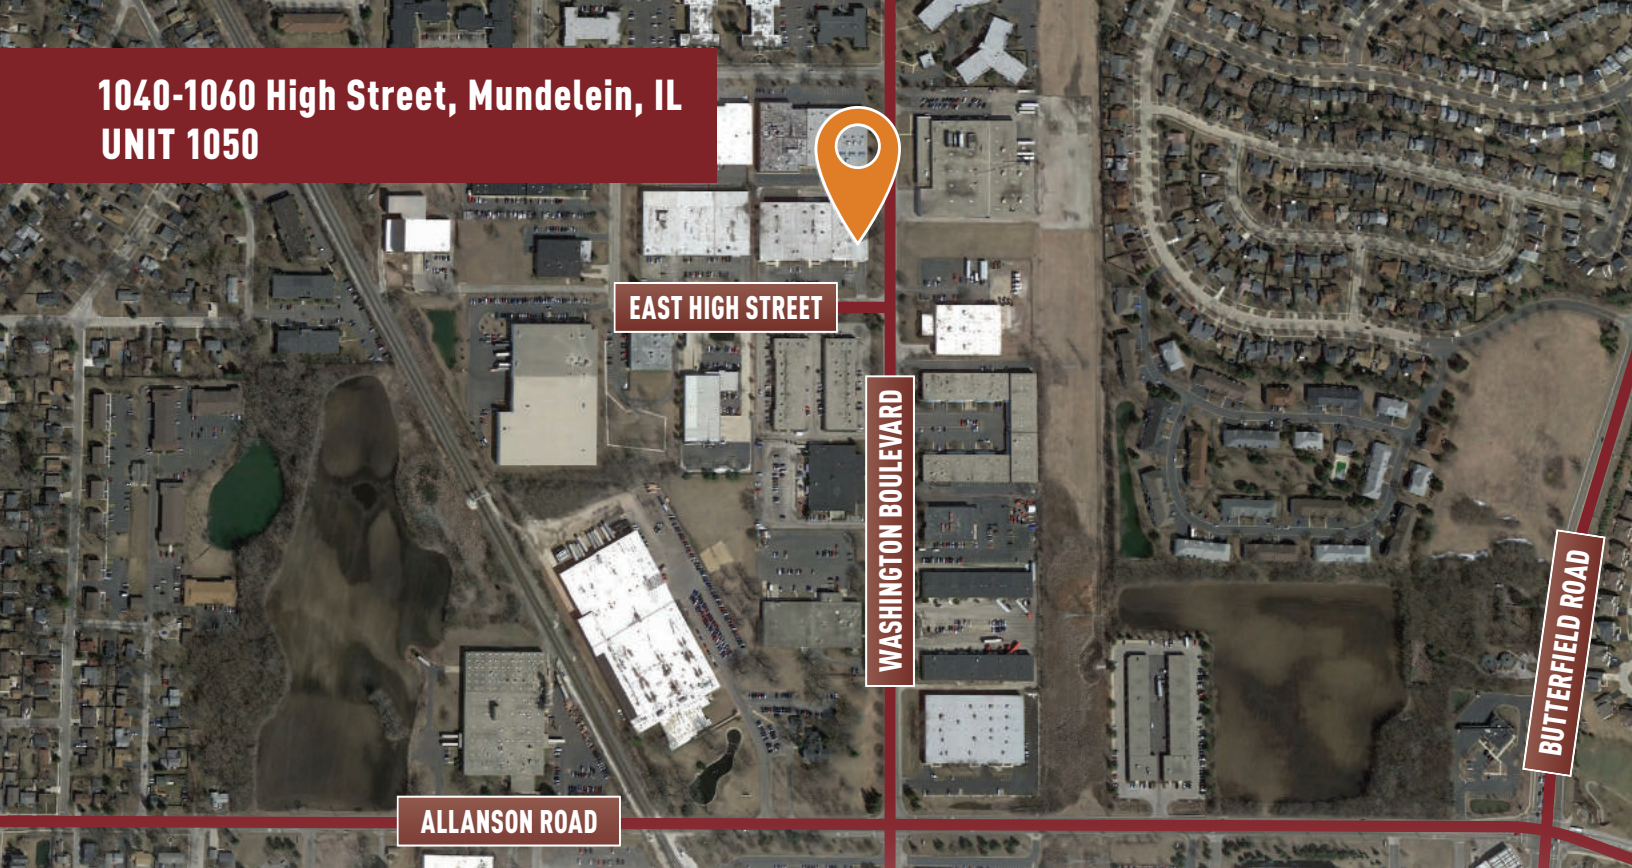 1040-1060 High Street, Mundelein, IL
UNIT 1050
EAST HIGH STREET
WASHINGTON BOULEVARD
BUTTERFIELD ROAD
ALLANSON ROAD